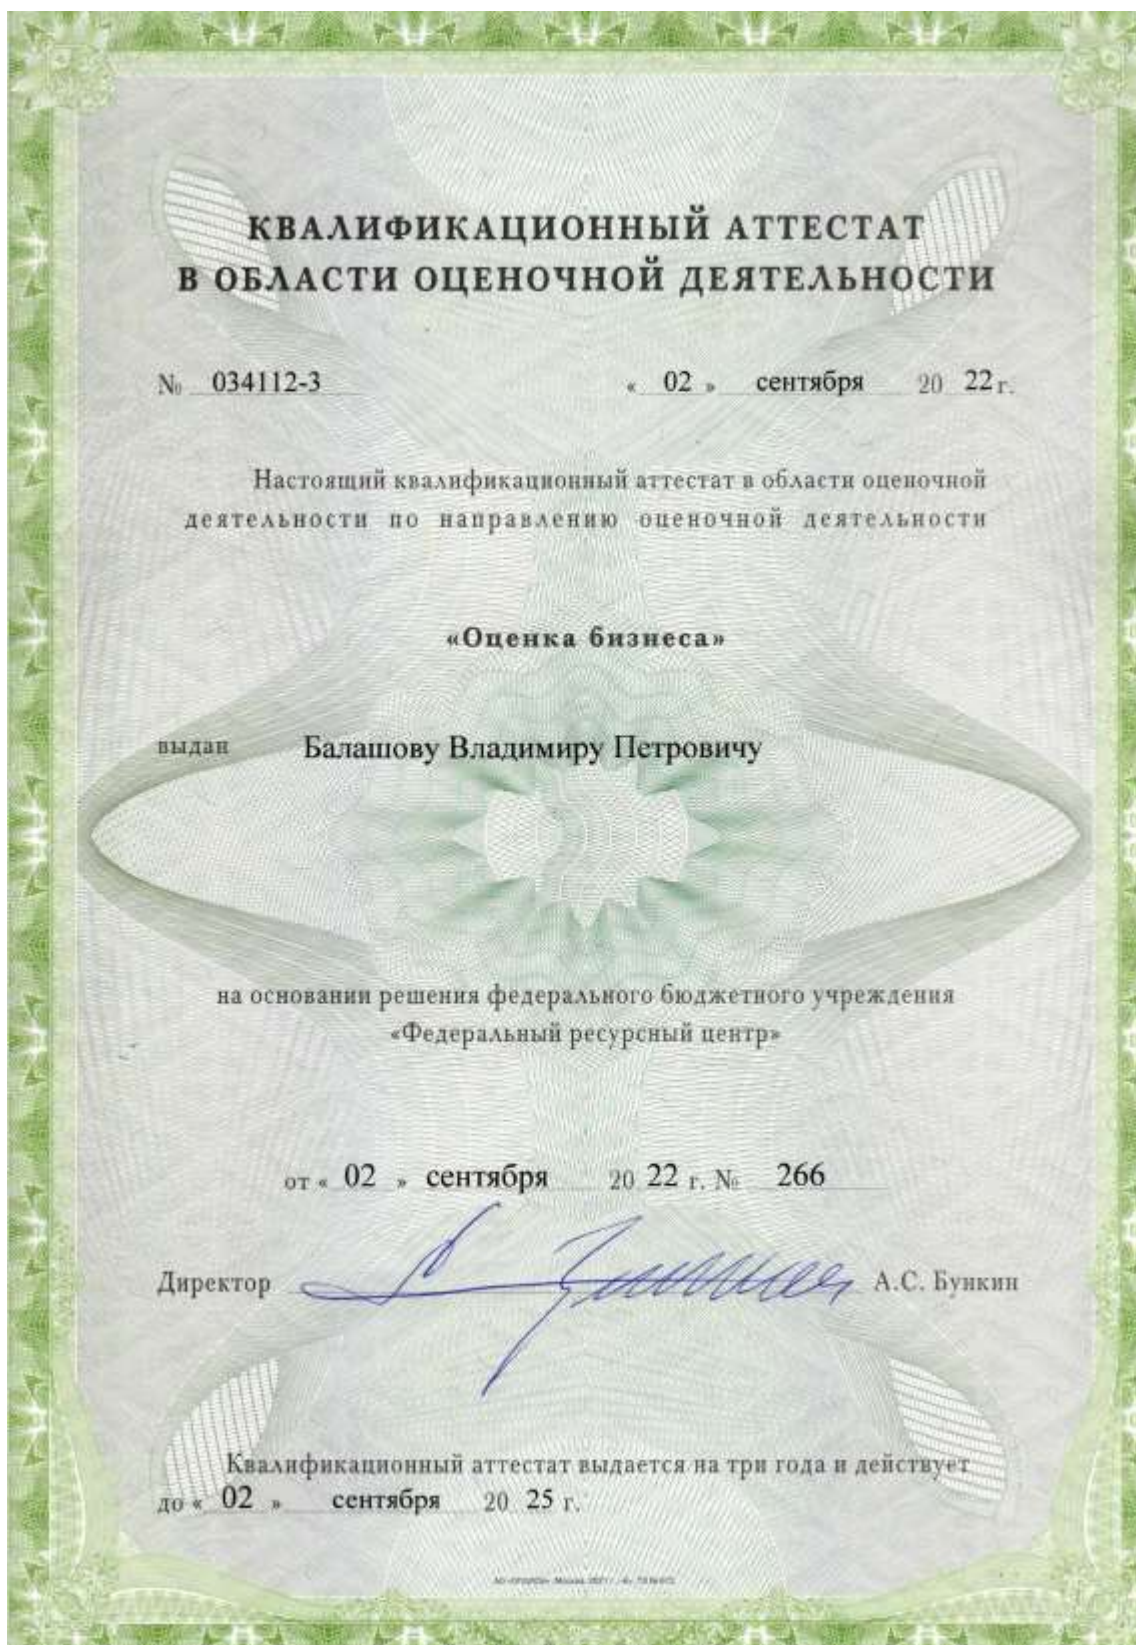 КВАЛИФИКАЦИОННЫЙ АТТЕСТАТ
В ОБЛАСТИ ОЦЕНОЧНОЙ ДЕЯТЕЛЬНОСТИ
№ 034112-3 « 02 » сентября 20 22 г.
Настоящий квалификационный аттестат в области оценочной
деятельности по направлению оценочной деятельности
«Оценка бизнеса»
выдан Балашову Владимиру Петровичу
на основании решения федерального бюджетного учреждения
«Федеральный ресурсный центр»
от « 02 » сентября 20 22 г. № 266
Директор А.С. Бункин
Квалификационный аттестат выдается на три года и действует
до « 02 » сентября 20 25 г.